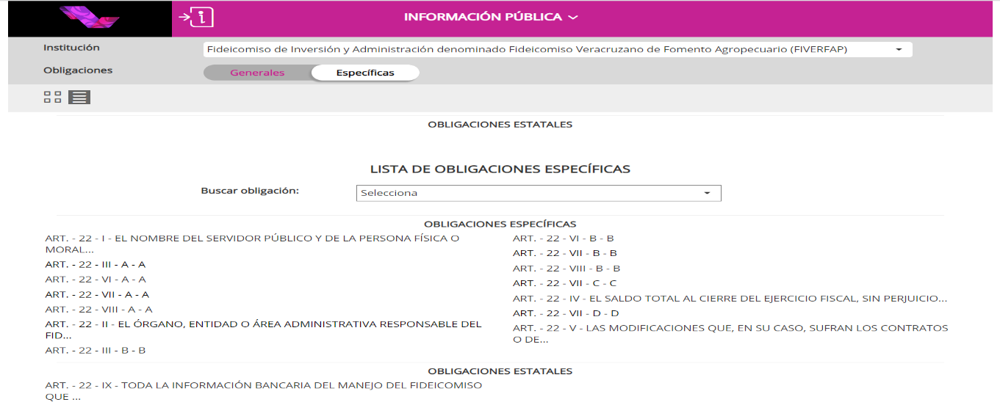 INFORMACIÓN PÚBLICA
Institución
Fideicomiso de Inversión y Administración denominado Fideicomiso Veracruzano de Fomento Agropecuario (FIVERFAP)
Obligaciones
Generales
Específicas
OBLIGACIONES ESTATALES
LISTA DE OBLIGACIONES ESPECÍFICAS
Buscar obligación:
Selecciona
OBLIGACIONES ESPECÍFICAS
ART. - 22 - I - EL NOMBRE DEL SERVIDOR PÚBLICO Y DE LA PERSONA FÍSICA O
MORAL...
ART. - 22 - III - A - A
ART. - 22 - VI - A - A
ART. - 22 - VII - A - A
ART. - 22 - VIII - A - A
ART. - 22 - II - EL ÓRGANO, ENTIDAD O ÁREA ADMINISTRATIVA RESPONSABLE DEL
FID...
ART. - 22 - III - B - B
ART. - 22 - VI - B - B
ART. - 22 - VII - B - B
ART. - 22 - VIII - B - B
ART. - 22 - VII - C - C
ART. - 22 - IV - EL SALDO TOTAL AL CIERRE DEL EJERCICIO FISCAL, SIN PERJUICIO...
ART. - 22 - VII - D - D
ART. - 22 - V - LAS MODIFICACIONES QUE, EN SU CASO, SUFRAN LOS CONTRATOS
O DE...
OBLIGACIONES ESTATALES
ART. - 22 - IX - TODA LA INFORMACIÓN BANCARIA DEL MANEJO DEL FIDEICOMISO
QUE ...